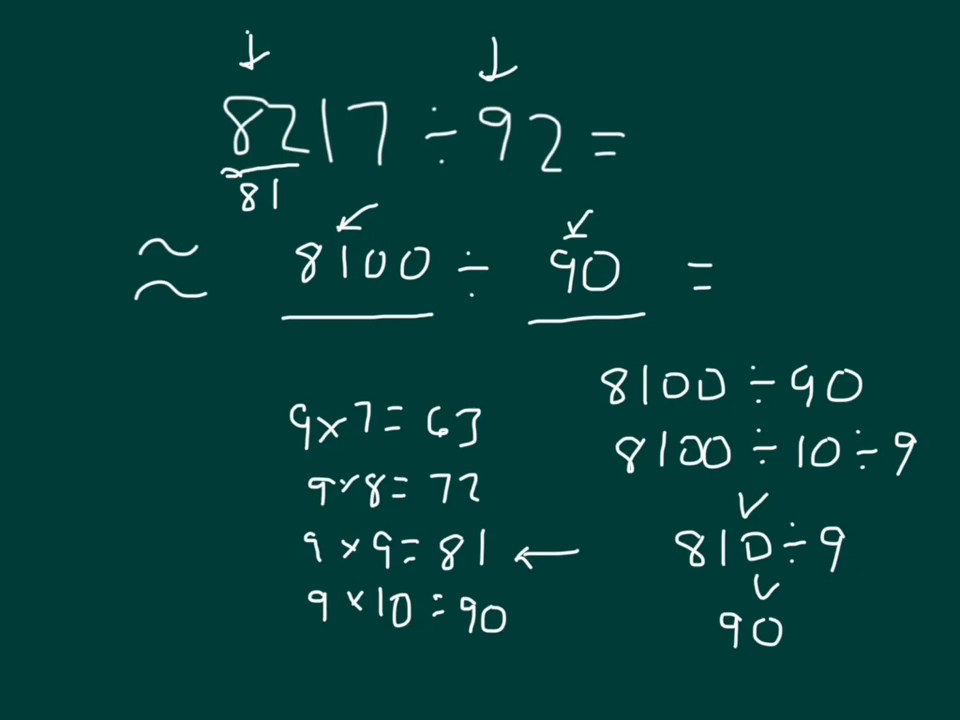 8217 ÷ 92 =
81
≈ 8100 ÷ 90 =
9 × 7 = 63
9 × 8 = 72
9 × 9 = 81 ←
9 × 10 = 90
8100 ÷ 90
8100 ÷ 10 ÷ 9
810 ÷ 9
90